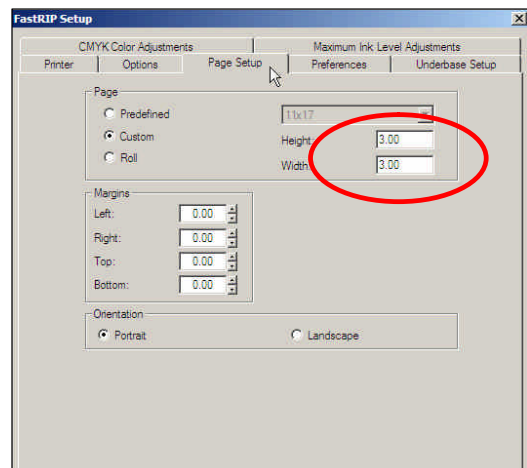 FastRIP Setup
CMYK Color Adjustments Maximum Ink Level Adjustments
Printer Options Page Setup Preferences Underbase Setup
Page
Predefined 11x17
Custom Height: 3.00
Roll Width: 3.00
Margins
Left: 0.00
Right: 0.00
Top: 0.00
Bottom: 0.00
Orientation
Portrait Landscape